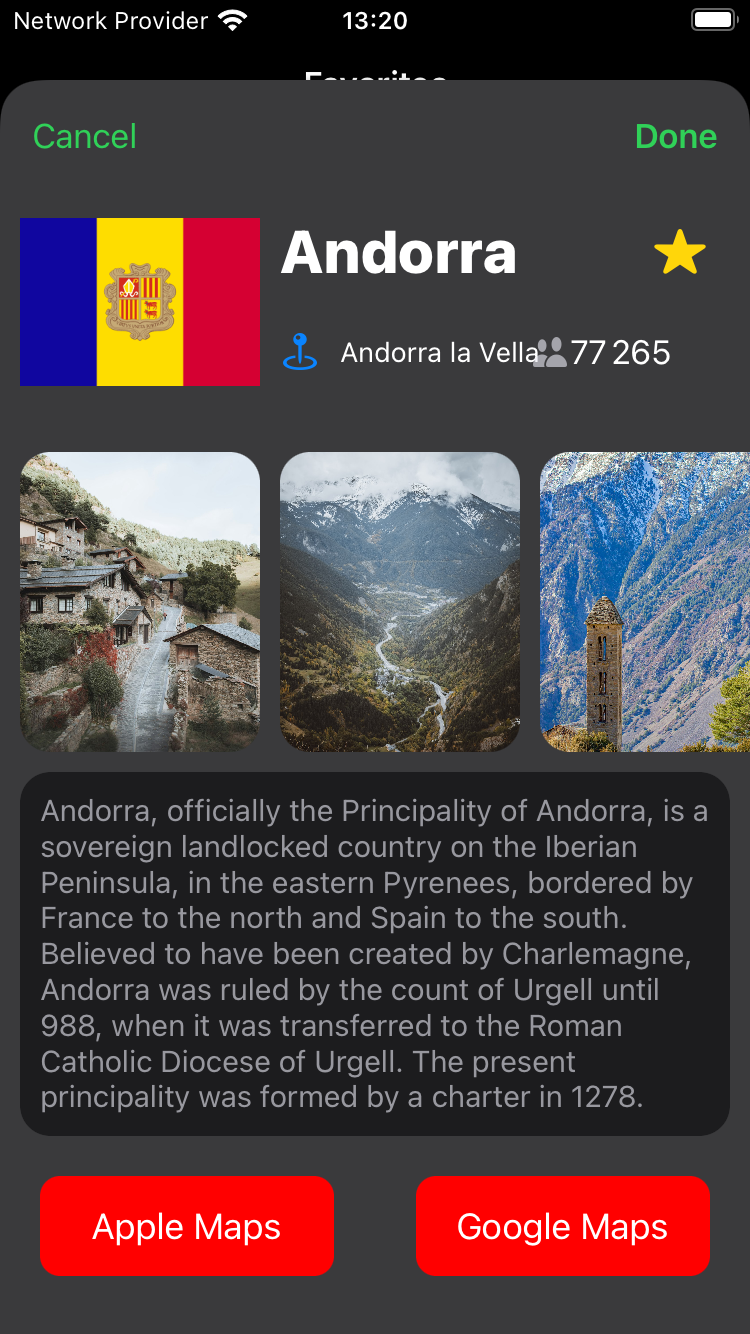 Network Provider
13:20
Favorites
Cancel
Done
Andorra
Andorra la Vella
77 265
Andorra, officially the Principality of Andorra, is a
sovereign landlocked country on the Iberian
Peninsula, in the eastern Pyrenees, bordered by
France to the north and Spain to the south.
Believed to have been created by Charlemagne,
Andorra was ruled by the count of Urgell until
988, when it was transferred to the Roman
Catholic Diocese of Urgell. The present
principality was formed by a charter in 1278.
Apple Maps
Google Maps